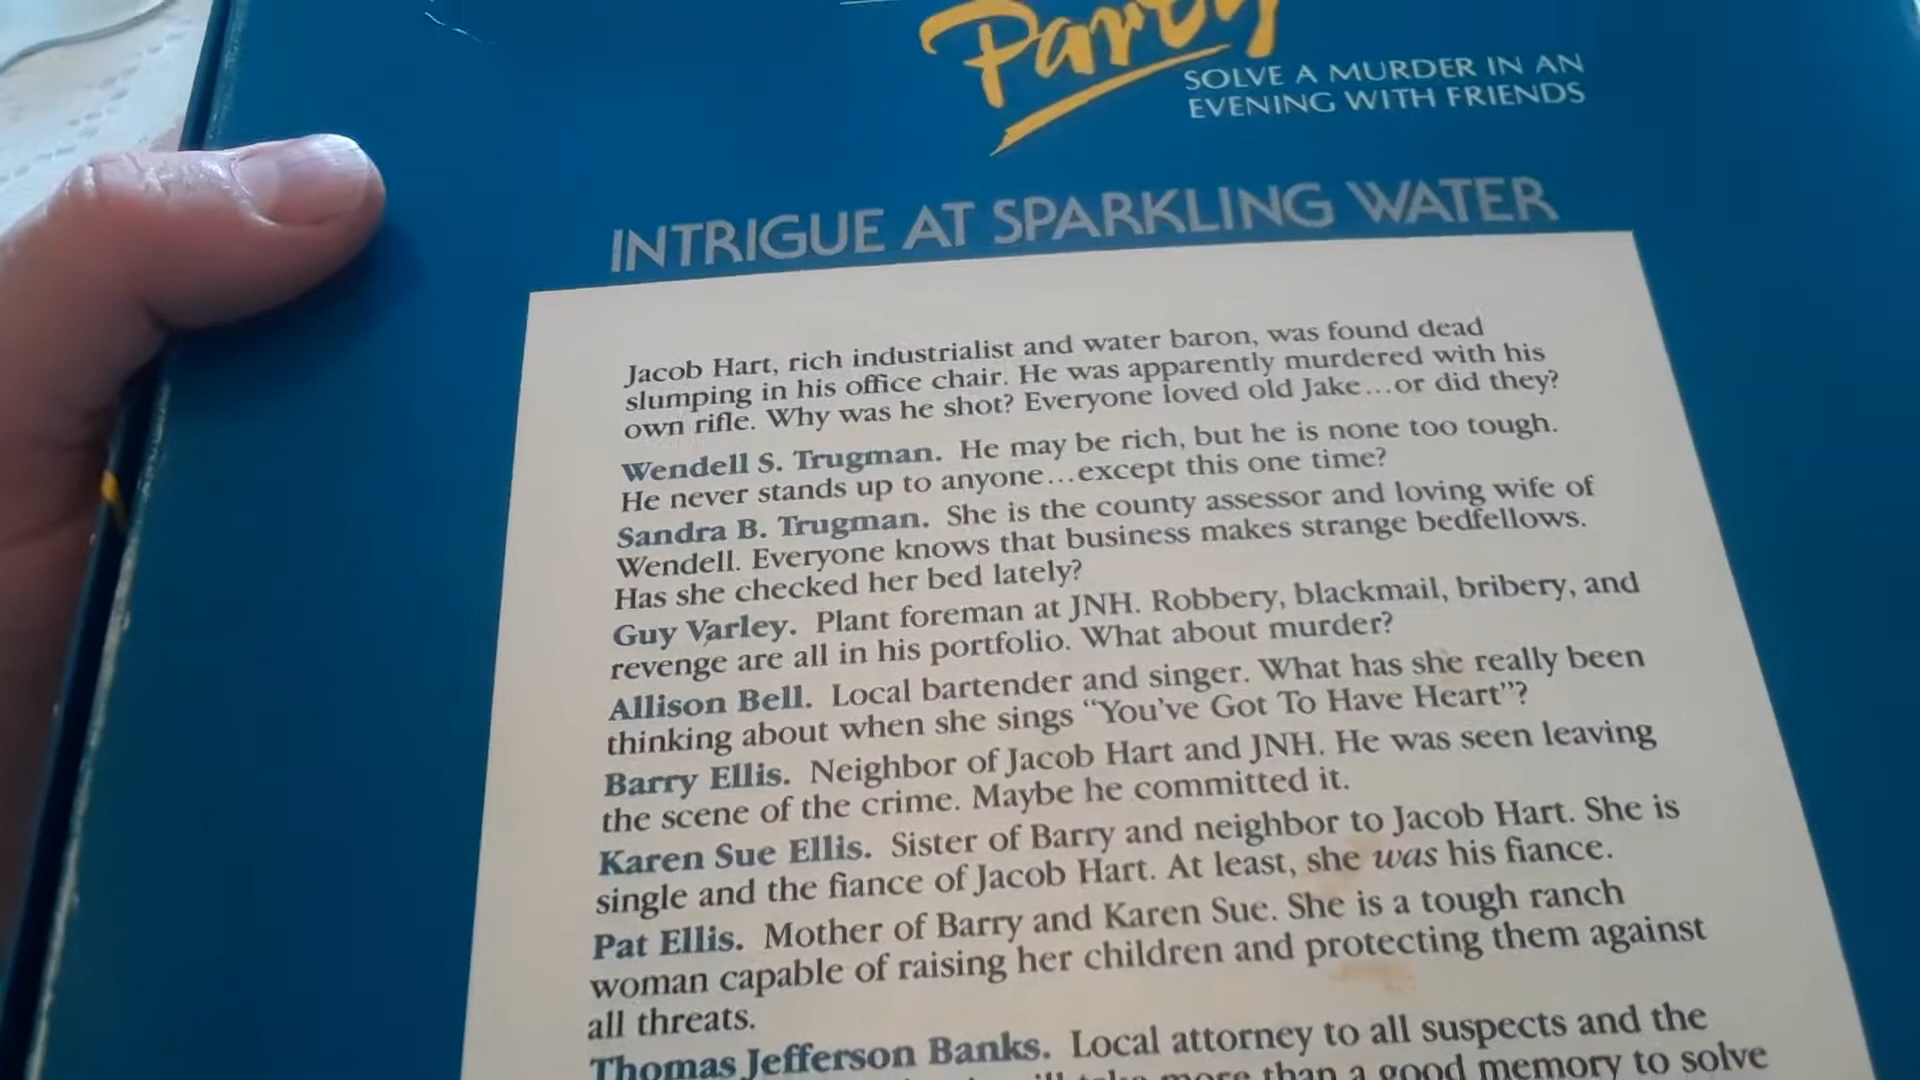 Party
SOLVE A MURDER IN AN
EVENING WITH FRIENDS
INTRIGUE AT SPARKLING WATER
Jacob Hart, rich industrialist and water baron, was found dead
slumping in his office chair. He was apparently murdered with his
own rifle. Why was he shot? Everyone loved old Jake...or did they?
Wendell S. Trugman. He may be rich, but he is none too tough.
He never stands up to anyone...except this one time?
Sandra B. Trugman. She is the county assessor and loving wife of
Wendell. Everyone knows that business makes strange bedfellows.
Has she checked her bed lately?
Guy Varley. Plant foreman at JNH. Robbery, blackmail, bribery, and
revenge are all in his portfolio. What about murder?
Allison Bell. Local bartender and singer. What has she really been
thinking about when she sings “You've Got To Have Heart”?
Barry Ellis. Neighbor of Jacob Hart and JNH. He was seen leaving
the scene of the crime. Maybe he committed it.
Karen Sue Ellis. Sister of Barry and neighbor to Jacob Hart. She is
single and the fiance of Jacob Hart. At least, she was his fiance.
Pat Ellis. Mother of Barry and Karen Sue. She is a tough ranch
woman capable of raising her children and protecting them against
all threats.
Thomas Jefferson Banks. Local attorney to all suspects and the
take more than a good memory to solve